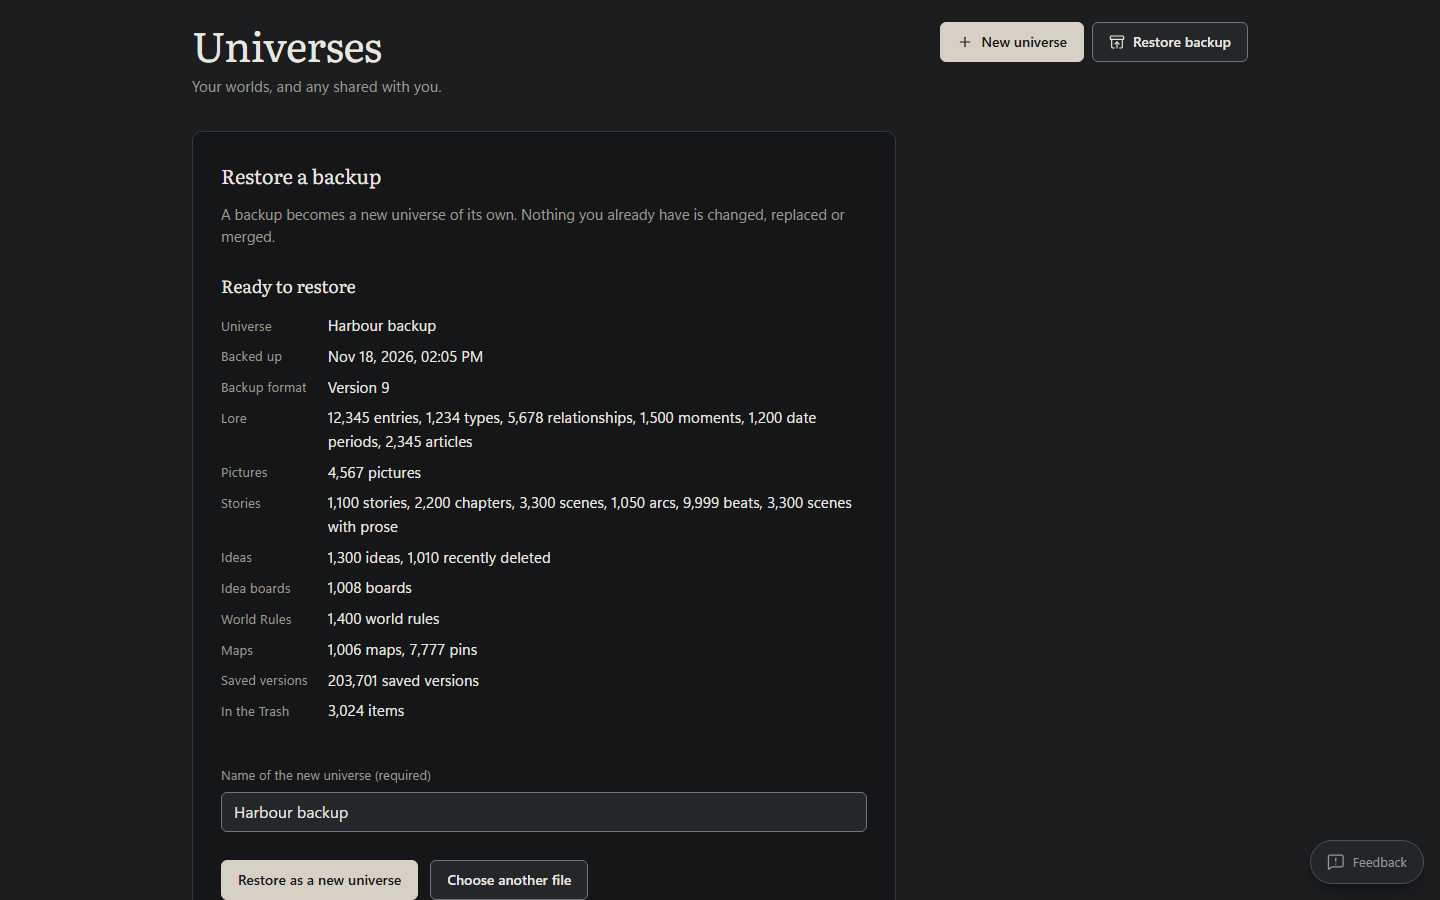 Universes
New universe
Restore backup
Your worlds, and any shared with you.
Restore a backup
A backup becomes a new universe of its own. Nothing you already have is changed, replaced or
merged.
Ready to restore
Universe Harbour backup
Backed up Nov 18, 2026, 02:05 PM
Backup format Version 9
Lore 12,345 entries, 1,234 types, 5,678 relationships, 1,500 moments, 1,200 date
periods, 2,345 articles
Pictures 4,567 pictures
Stories 1,100 stories, 2,200 chapters, 3,300 scenes, 1,050 arcs, 9,999 beats, 3,300 scenes
with prose
Ideas 1,300 ideas, 1,010 recently deleted
Idea boards 1,008 boards
World Rules 1,400 world rules
Maps 1,006 maps, 7,777 pins
Saved versions 203,701 saved versions
In the Trash 3,024 items
Name of the new universe (required)
Harbour backup
Restore as a new universe
Choose another file
Feedback